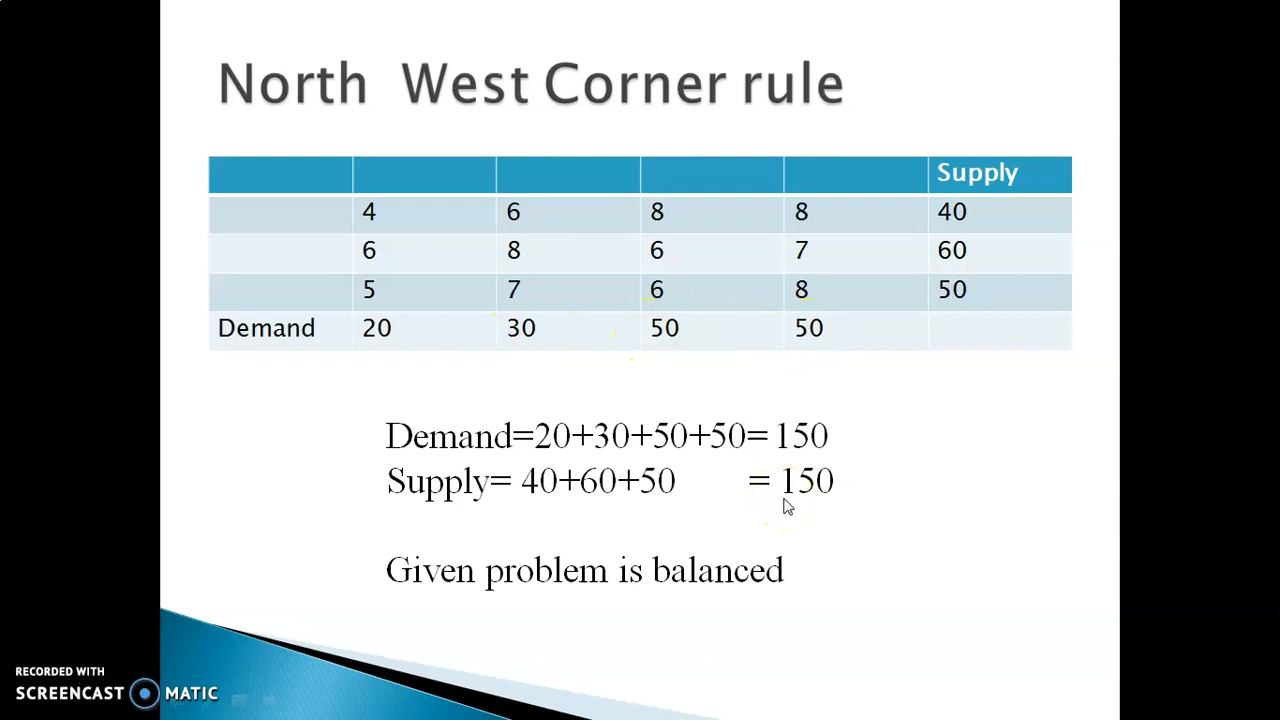 North West Corner rule
Supply
4 6 8 8 40
6 8 6 7 60
5 7 6 8 50
Demand 20 30 50 50
Demand=20+30+50+50= 150
Supply= 40+60+50 = 150
Given problem is balanced
RECORDED WITH
SCREENCAST MATIC